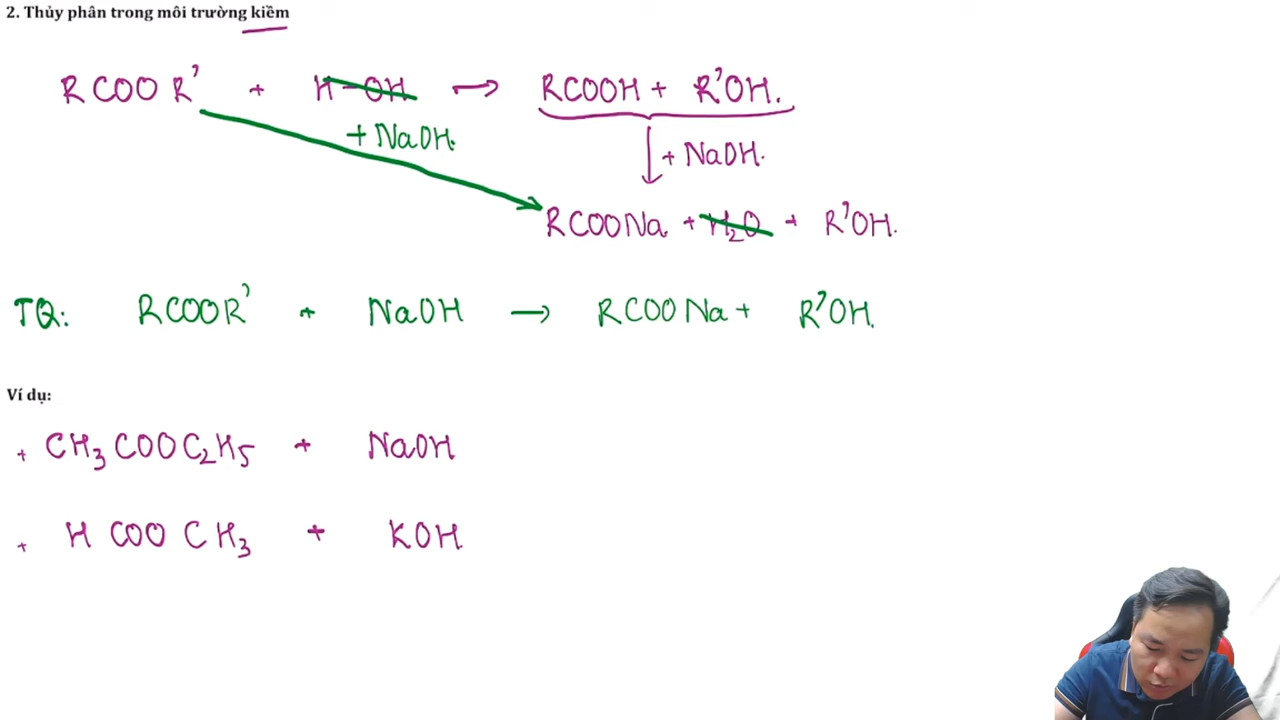 2. Thủy phân trong môi trường kiềm
RCOOR' + H-OH → RCOOH + R'OH.
+ NaOH.
+ NaOH.
RCOONa + H₂O + R'OH.
TQ: RCOOR' + NaOH → RCOONa + R'OH.
Ví dụ:
+ CH₃COOC₂H₅ + NaOH
+ HCOOCH₃ + KOH.